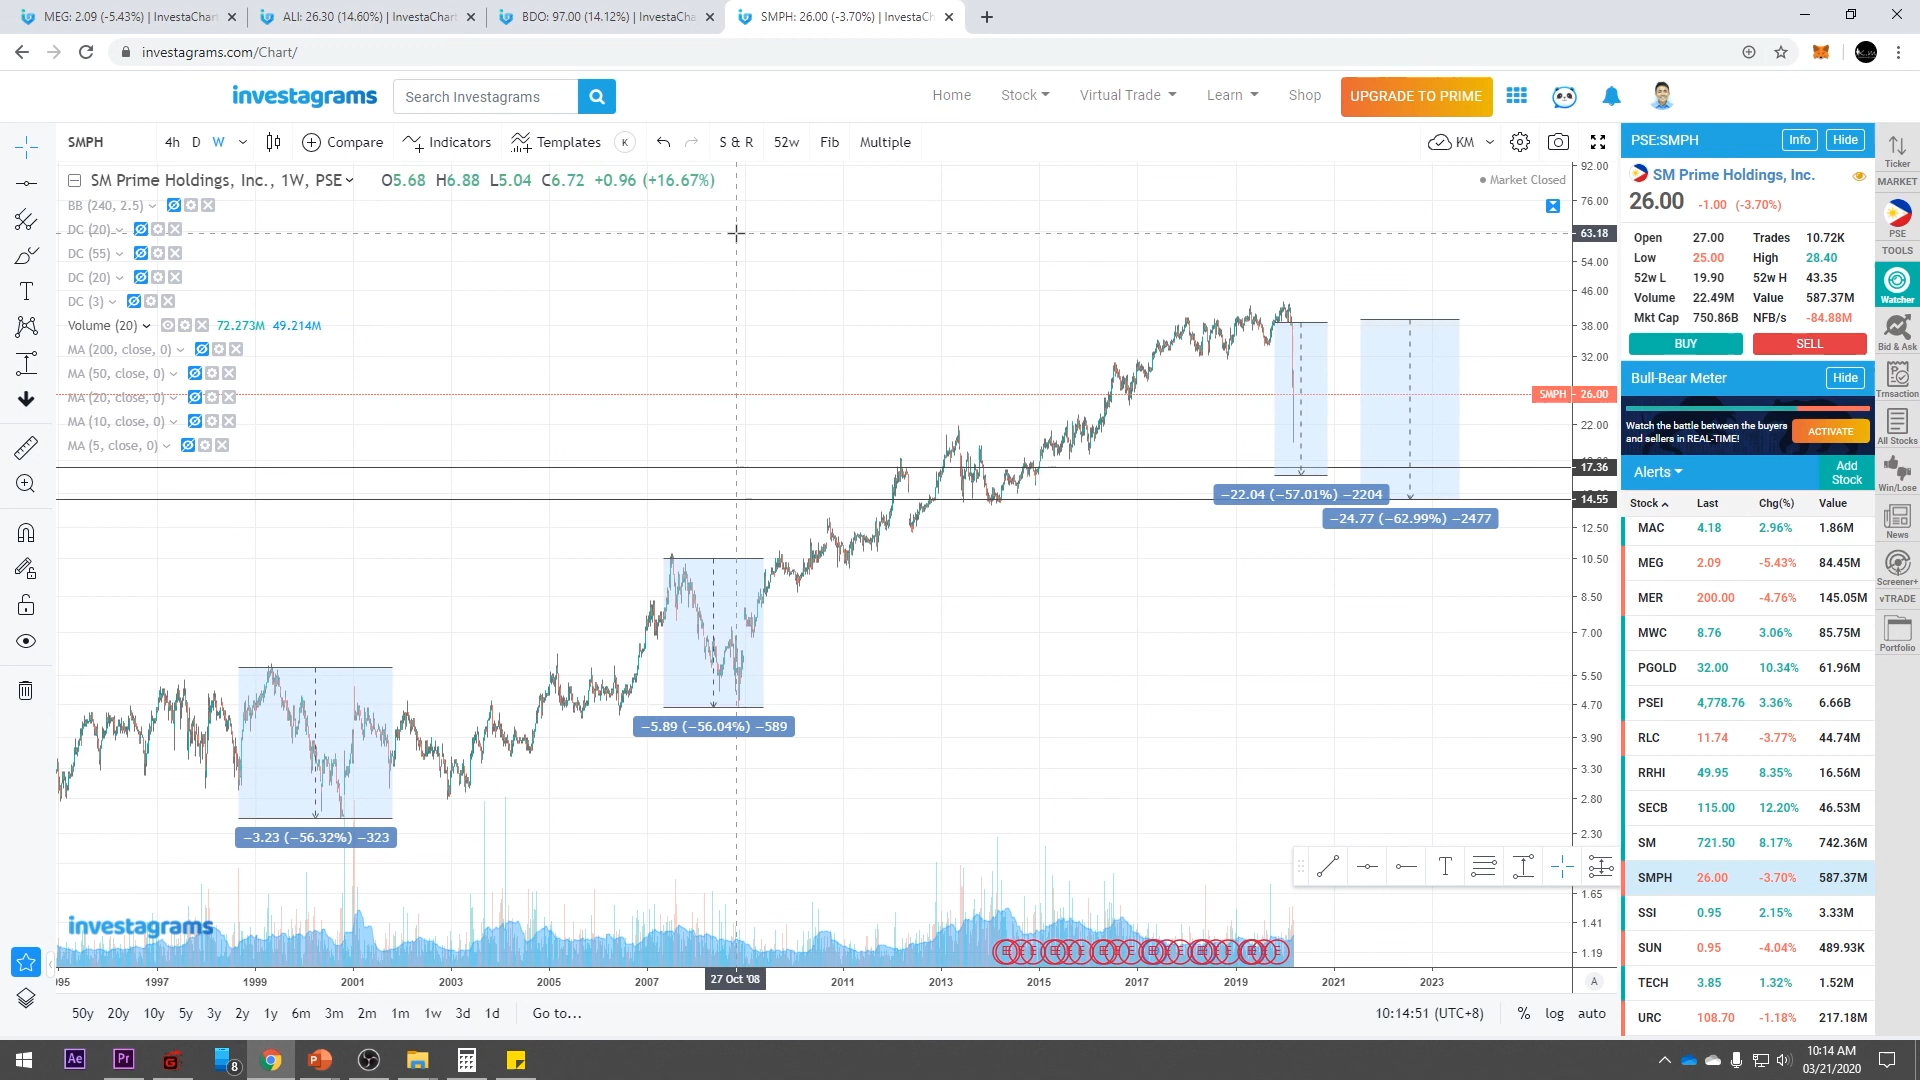 MEG: 2.09 (-5.43%) | InvestaChart
ALI: 26.30 (14.60%) | InvestaChart
BDO: 97.00 (14.12%) | InvestaCha
SMPH: 26.00 (-3.70%) | InvestaCh
investagrams.com/Chart/
investagrams
Search Investagrams
Home
Stock
Virtual Trade
Learn
Shop
UPGRADE TO PRIME
SMPH
4h D W
Compare
Indicators
Templates
K
S & R
52w
Fib
Multiple
KM
SM Prime Holdings, Inc., 1W, PSE
O5.68 H6.88 L5.04 C6.72 +0.96 (+16.67%)
Market Closed
BB (240, 2.5)
DC (20)
DC (55)
DC (20)
DC (3)
Volume (20) 72.273M 49.214M
MA (200, close, 0)
MA (50, close, 0)
MA (20, close, 0)
MA (10, close, 0)
MA (5, close, 0)
−3.23 (−56.32%) −323
−5.89 (−56.04%) −589
−22.04 (−57.01%) −2204
−24.77 (−62.99%) −2477
92.00
76.00
63.18
54.00
46.00
38.00
32.00
SMPH 26.00
22.00
17.36
14.55
12.50
10.50
8.50
7.00
5.50
4.70
3.90
3.30
2.80
2.30
1.65
1.41
1.19
investagrams
995 1997 1999 2001 2003 2005 2007 27 Oct '08 2011 2013 2015 2017 2019 2021 2023
A
50y 20y 10y 5y 3y 2y 1y 6m 3m 2m 1m 1w 3d 1d Go to...
10:14:51 (UTC+8) % log auto
PSE:SMPH Info Hide
SM Prime Holdings, Inc.
26.00 -1.00 (-3.70%)
Open 27.00 Trades 10.72K
Low 25.00 High 28.40
52w L 19.90 52w H 43.35
Volume 22.49M Value 587.37M
Mkt Cap 750.86B NFB/s -84.88M
BUY SELL
Bull-Bear Meter Hide
Watch the battle between the buyers
and sellers in REAL-TIME!
ACTIVATE
Alerts
Add
Stock
Stock Last Chg(%) Value
MAC 4.18 2.96% 1.86M
MEG 2.09 -5.43% 84.45M
MER 200.00 -4.76% 145.05M
MWC 8.76 3.06% 85.75M
PGOLD 32.00 10.34% 61.96M
PSEI 4,778.76 3.36% 6.66B
RLC 11.74 -3.77% 44.74M
RRHI 49.95 8.35% 16.56M
SECB 115.00 12.20% 46.53M
SM 721.50 8.17% 742.36M
SMPH 26.00 -3.70% 587.37M
SSI 0.95 2.15% 3.33M
SUN 0.95 -4.04% 489.93K
TECH 3.85 1.32% 1.52M
URC 108.70 -1.18% 217.18M
Ticker
MARKET
PSE
TOOLS
Watcher
Bid & Ask
Trnsaction
All Stocks
Win/Lose
News
Screener+
vTRADE
Portfolio
Ae
Pr
8
10:14 AM
03/21/2020